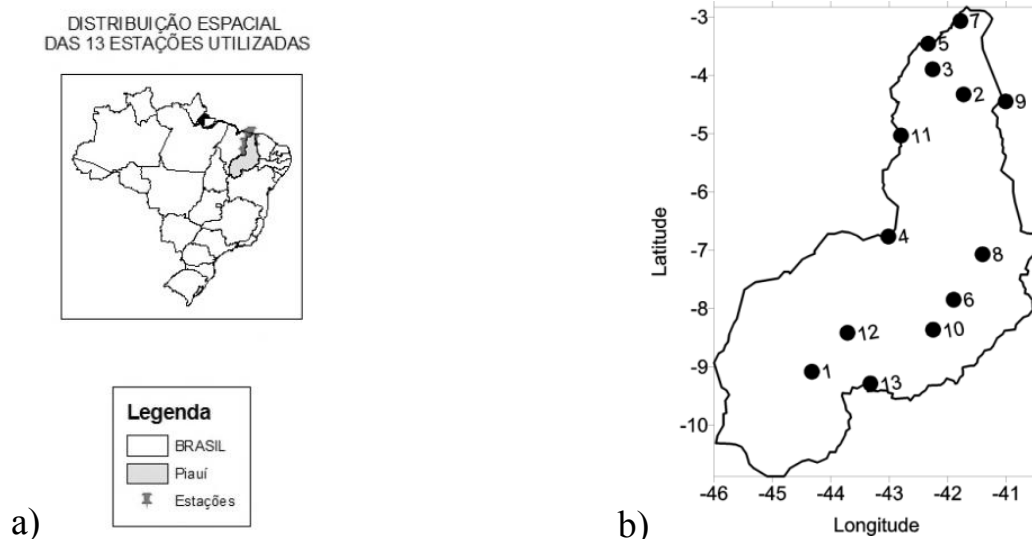 DISTRIBUIÇÃO ESPACIAL
DAS 13 ESTAÇÕES UTILIZADAS
Legenda
BRASIL
Piauí
Estações
a)
-3
-4
-5
-6
-7
-8
-9
-10
Latitude
7
5
3
2
9
11
4
8
6
10
12
1
13
-46
-45
-44
-43
-42
-41
Longitude
b)